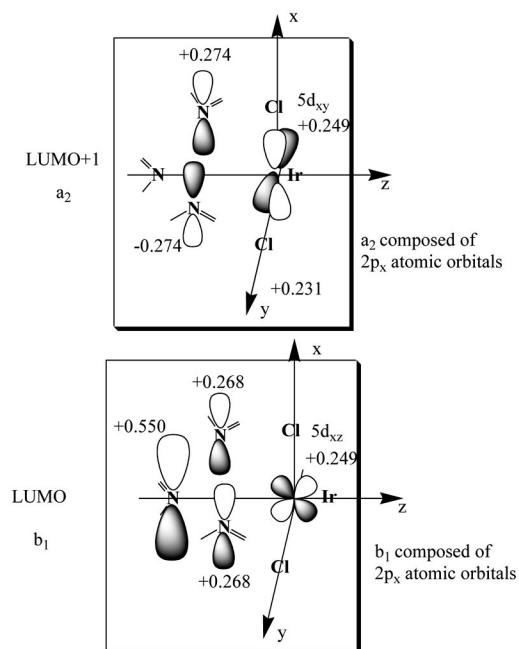 x
+0.274
Cl
5dxy
N
+0.249
LUMO+1
a2
N
Ir
z
N
-0.274
Cl
a2 composed of
2px atomic orbitals
+0.231
y
x
+0.268
+0.550
Cl
5dxz
N
+0.249
LUMO
b1
N
Ir
z
N
Cl
+0.268
b1 composed of
2px atomic orbitals
y